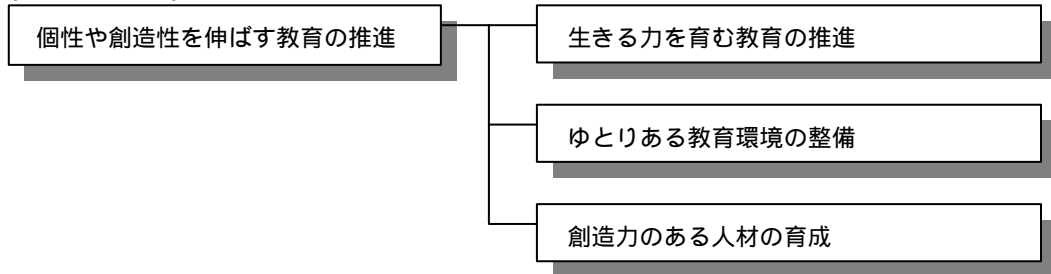 個性や創造性を伸ばす教育の推進
生きる力を育む教育の推進
ゆとりある教育環境の整備
創造力のある人材の育成